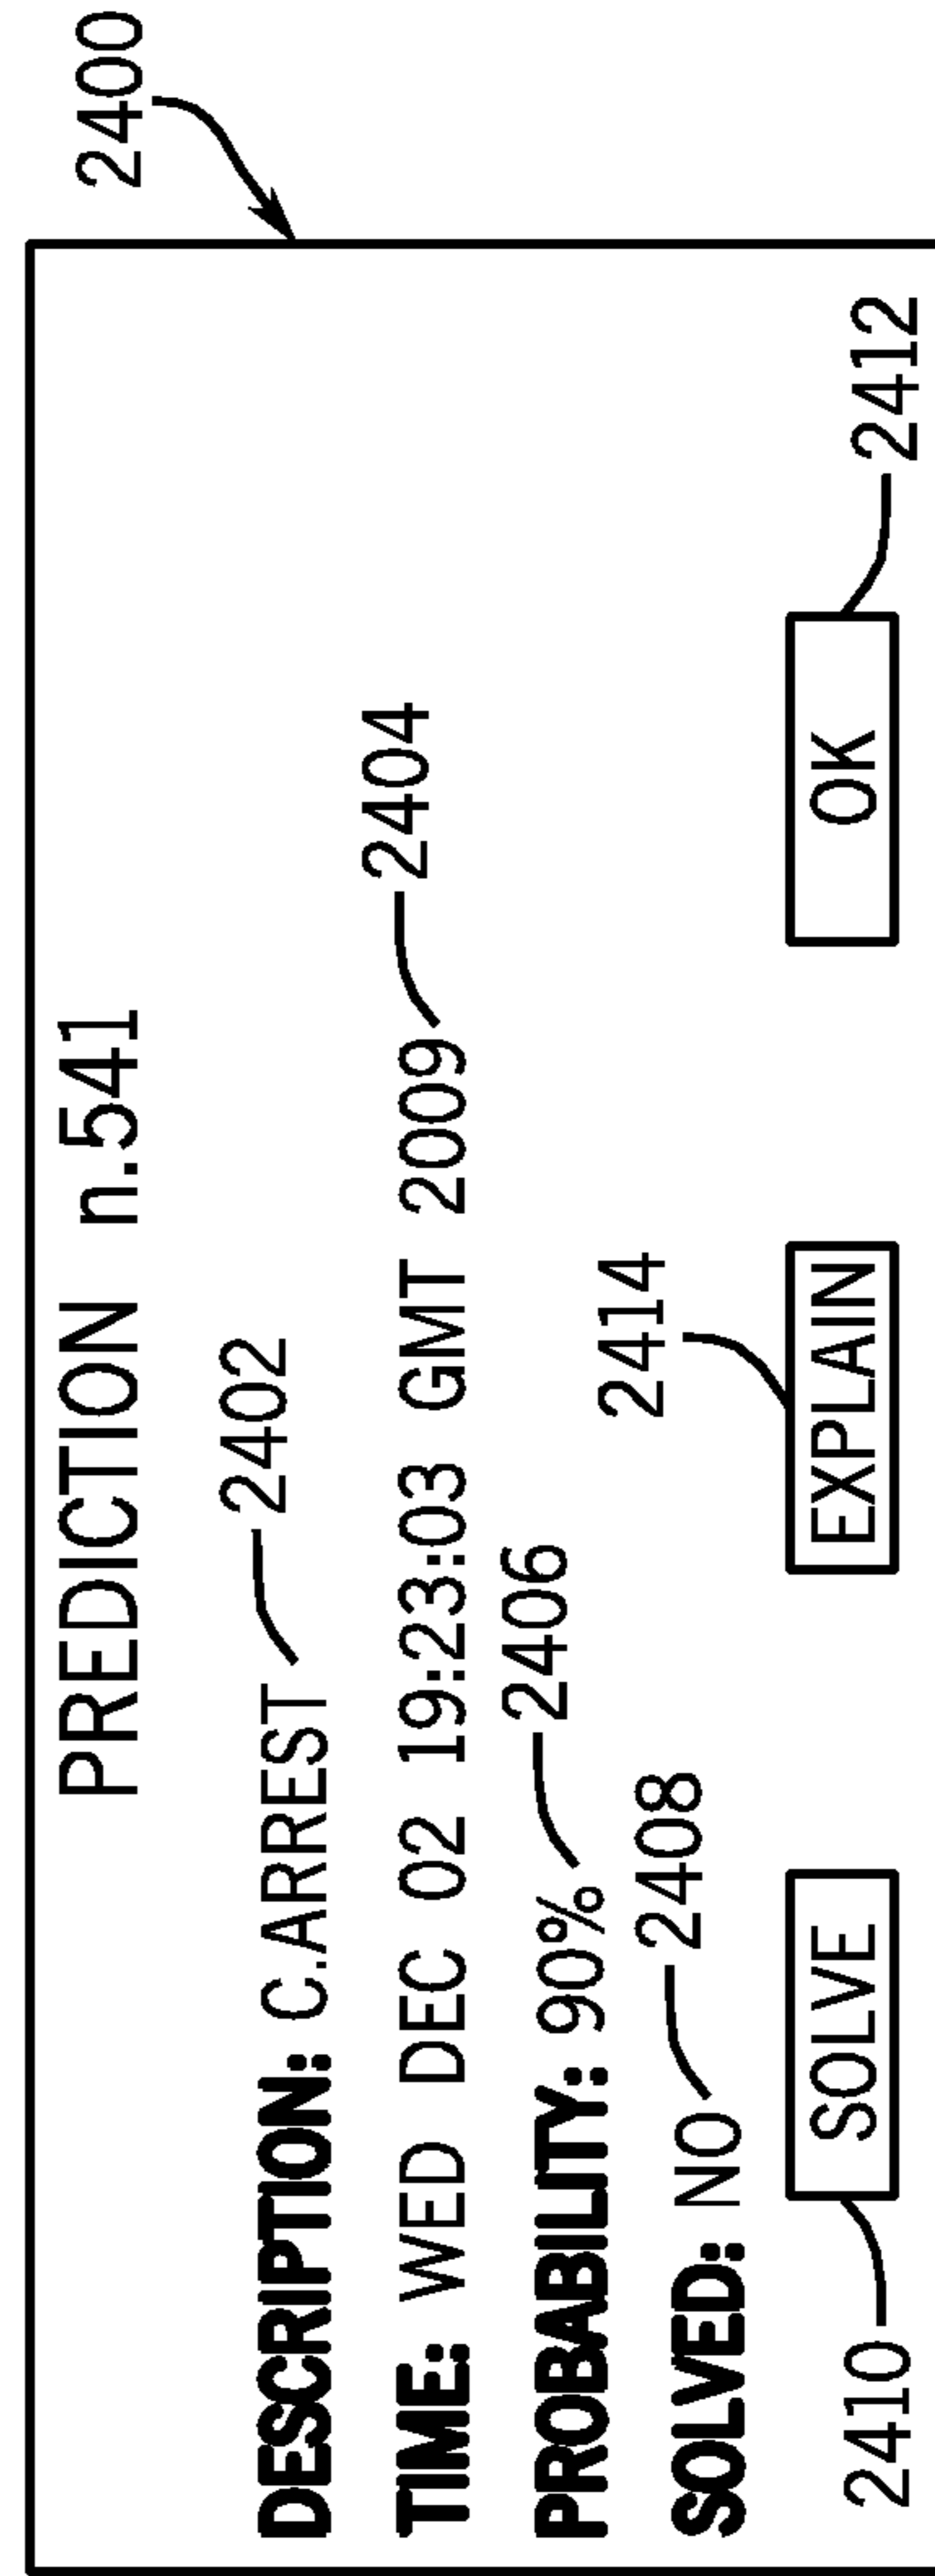 2400
PREDICTION n.541
2402
DESCRIPTION: C.ARREST
2404
TIME: WED DEC 02 19:23:03 GMT 2009
2406
PROBABILITY: 90%
2408
SOLVED: NO
2414
SOLVE EXPLAIN OK
2410 2412